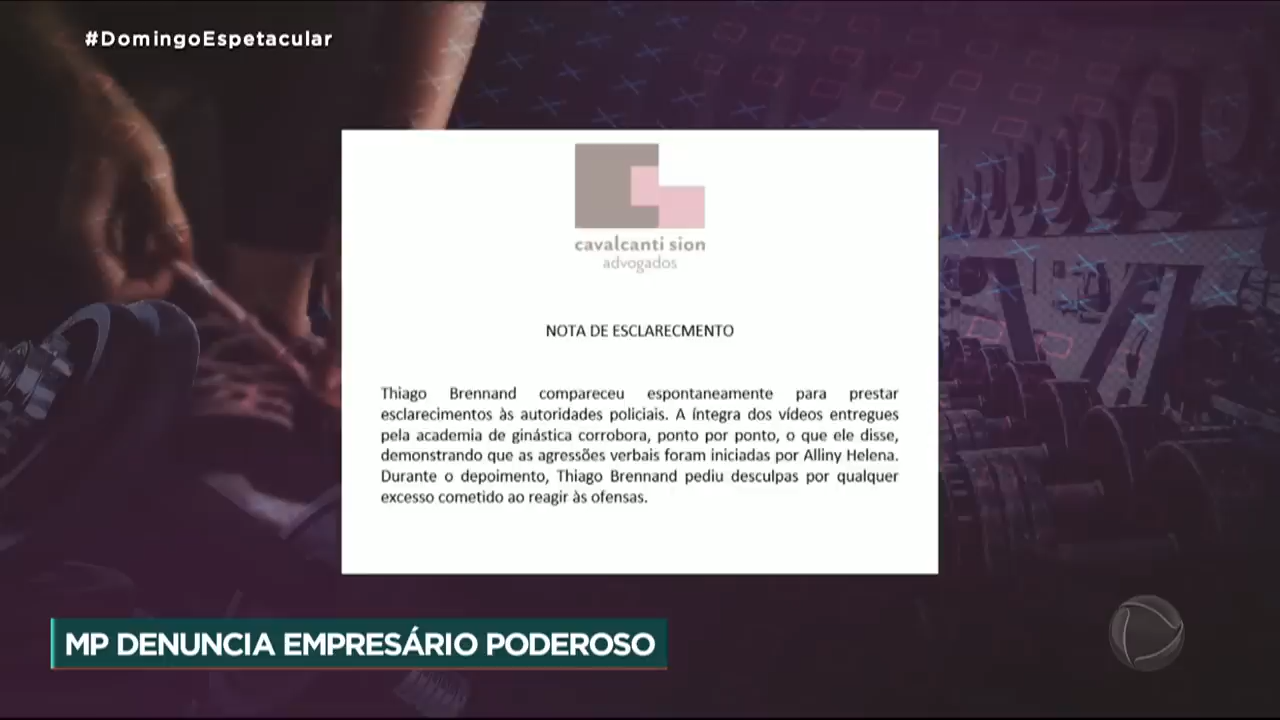 #DomingoEspetacular
cavalcanti sion
advogados
NOTA DE ESCLARECMENTO
Thiago Brennand compareceu espontaneamente para prestar
esclarecimentos às autoridades policiais. A íntegra dos vídeos entregues
pela academia de ginástica corrobora, ponto por ponto, o que ele disse,
demonstrando que as agressões verbais foram iniciadas por Alliny Helena.
Durante o depoimento, Thiago Brennand pediu desculpas por qualquer
excesso cometido ao reagir às ofensas.
MP DENUNCIA EMPRESÁRIO PODEROSO